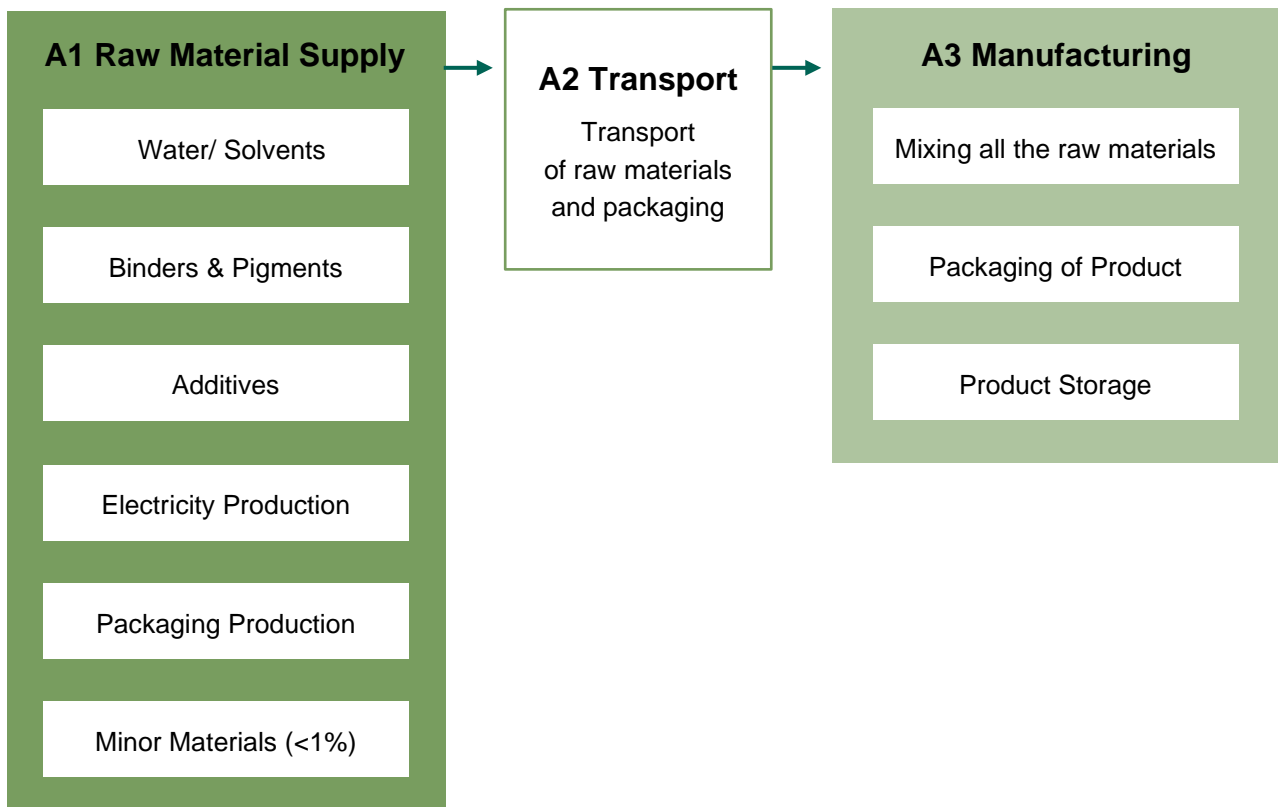 A1 Raw Material Supply
Water/ Solvents
Binders & Pigments
Additives
Electricity Production
Packaging Production
Minor Materials (<1%)
A2 Transport
Transport
of raw materials
and packaging
A3 Manufacturing
Mixing all the raw materials
Packaging of Product
Product Storage